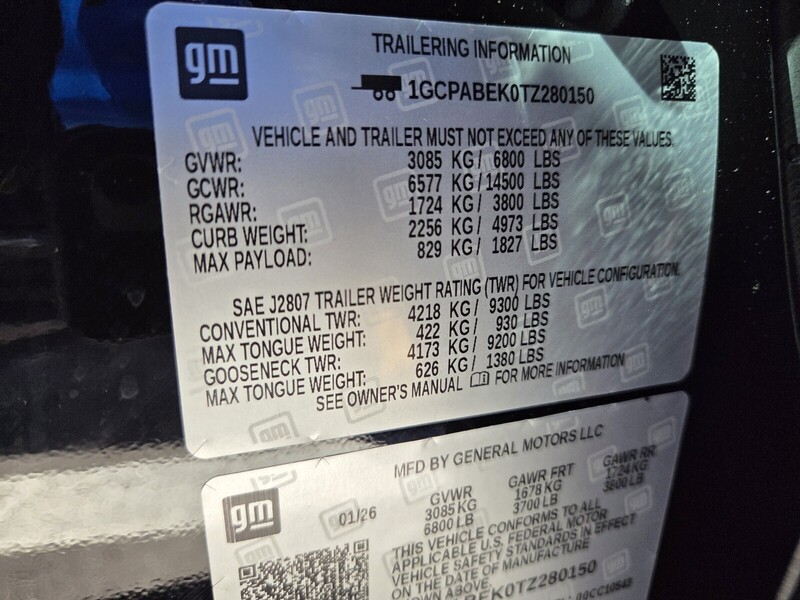 gm
TRAILERING INFORMATION
1GCPABEK0TZ280150
VEHICLE AND TRAILER MUST NOT EXCEED ANY OF THESE VALUES.
GVWR: 3085 KG / 6800 LBS
GCWR: 6577 KG / 14500 LBS
RGAWR: 1724 KG / 3800 LBS
CURB WEIGHT: 2256 KG / 4973 LBS
MAX PAYLOAD: 829 KG / 1827 LBS
SAE J2807 TRAILER WEIGHT RATING (TWR) FOR VEHICLE CONFIGURATION.
CONVENTIONAL TWR: 4218 KG / 9300 LBS
MAX TONGUE WEIGHT: 422 KG / 930 LBS
GOOSENECK TWR: 4173 KG / 9200 LBS
MAX TONGUE WEIGHT: 626 KG / 1380 LBS
SEE OWNER'S MANUAL FOR MORE INFORMATION
MFD BY GENERAL MOTORS LLC
gm
01/26
GVWR GAWR FRT GAWR RR
3085 KG 1678 KG 1724 KG
6800 LB 3700 LB 3800 LB
THIS VEHICLE CONFORMS TO ALL
APPLICABLE U.S. FEDERAL MOTOR
VEHICLE SAFETY STANDARDS IN EFFECT
ON THE DATE OF MANUFACTURE
SHOWN ABOVE.
PABEK0TZ280150